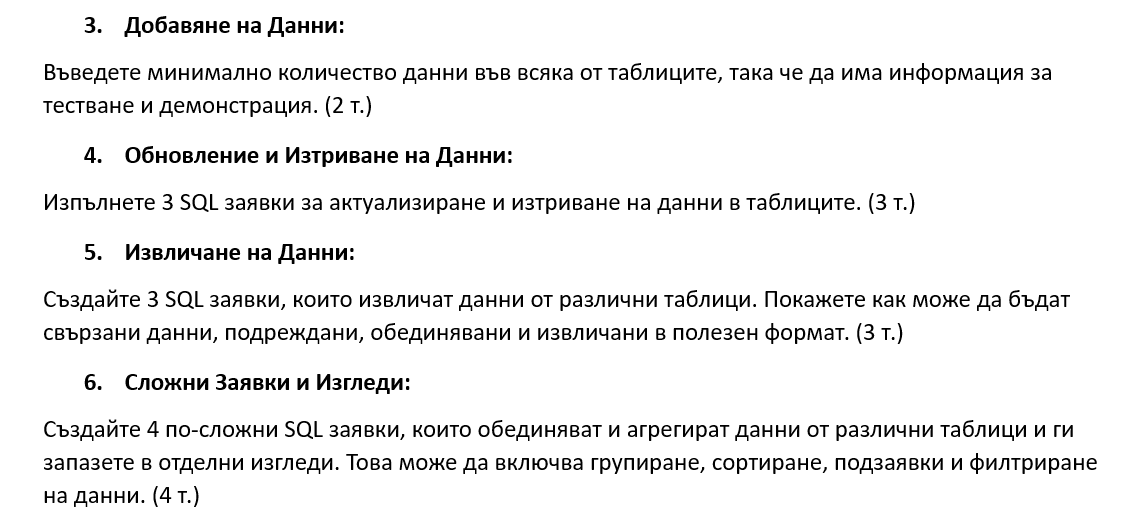 3. Добавяне на Данни:
Въведете минимално количество данни във всяка от таблиците, така че да има информация за
тестване и демонстрация. (2 т.)
4. Обновление и Изтриване на Данни:
Изпълнете 3 SQL заявки за актуализиране и изтриване на данни в таблиците. (3 т.)
5. Извличане на Данни:
Създайте 3 SQL заявки, които извличат данни от различни таблици. Покажете как може да бъдат
свързани данни, подреждани, обединявани и извличани в полезен формат. (3 т.)
6. Сложни Заявки и Изгледи:
Създайте 4 по-сложни SQL заявки, които обединяват и агрегират данни от различни таблици и ги
запазете в отделни изгледи. Това може да включва групиране, сортиране, подзаявки и филтриране
на данни. (4 т.)